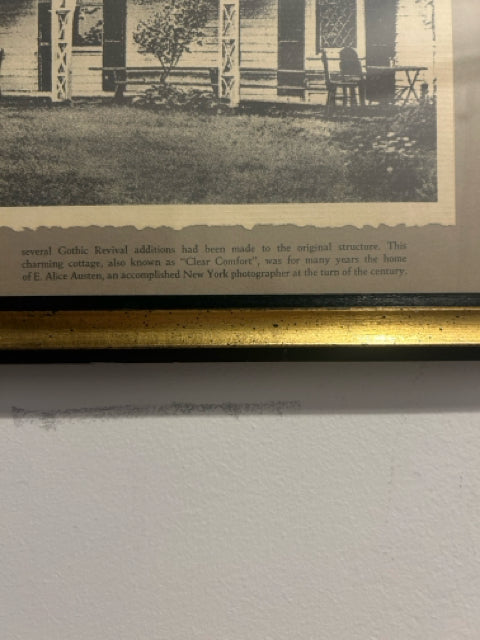 several Gothic Revival additions had been made to the original structure. This
charming cottage, also known as "Clear Comfort", was for many years the home
of E. Alice Austen, an accomplished New York photographer at the turn of the century.